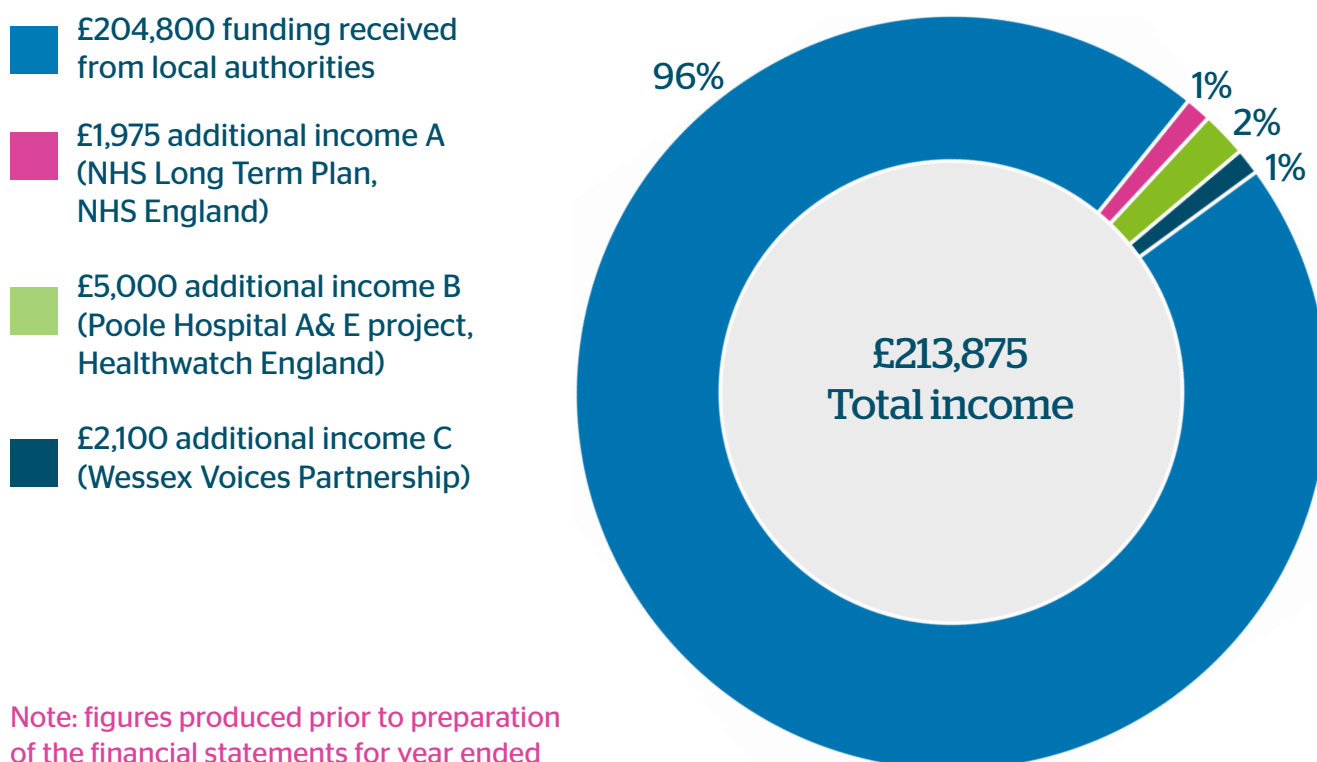 £204,800 funding received
from local authorities
£1,975 additional income A
(NHS Long Term Plan,
NHS England)
£5,000 additional income B
(Poole Hospital A& E project,
Healthwatch England)
£2,100 additional income C
(Wessex Voices Partnership)
96%
1%
2%
1%
£213,875
Total income
Note: figures produced prior to preparation
of the financial statements for year ended